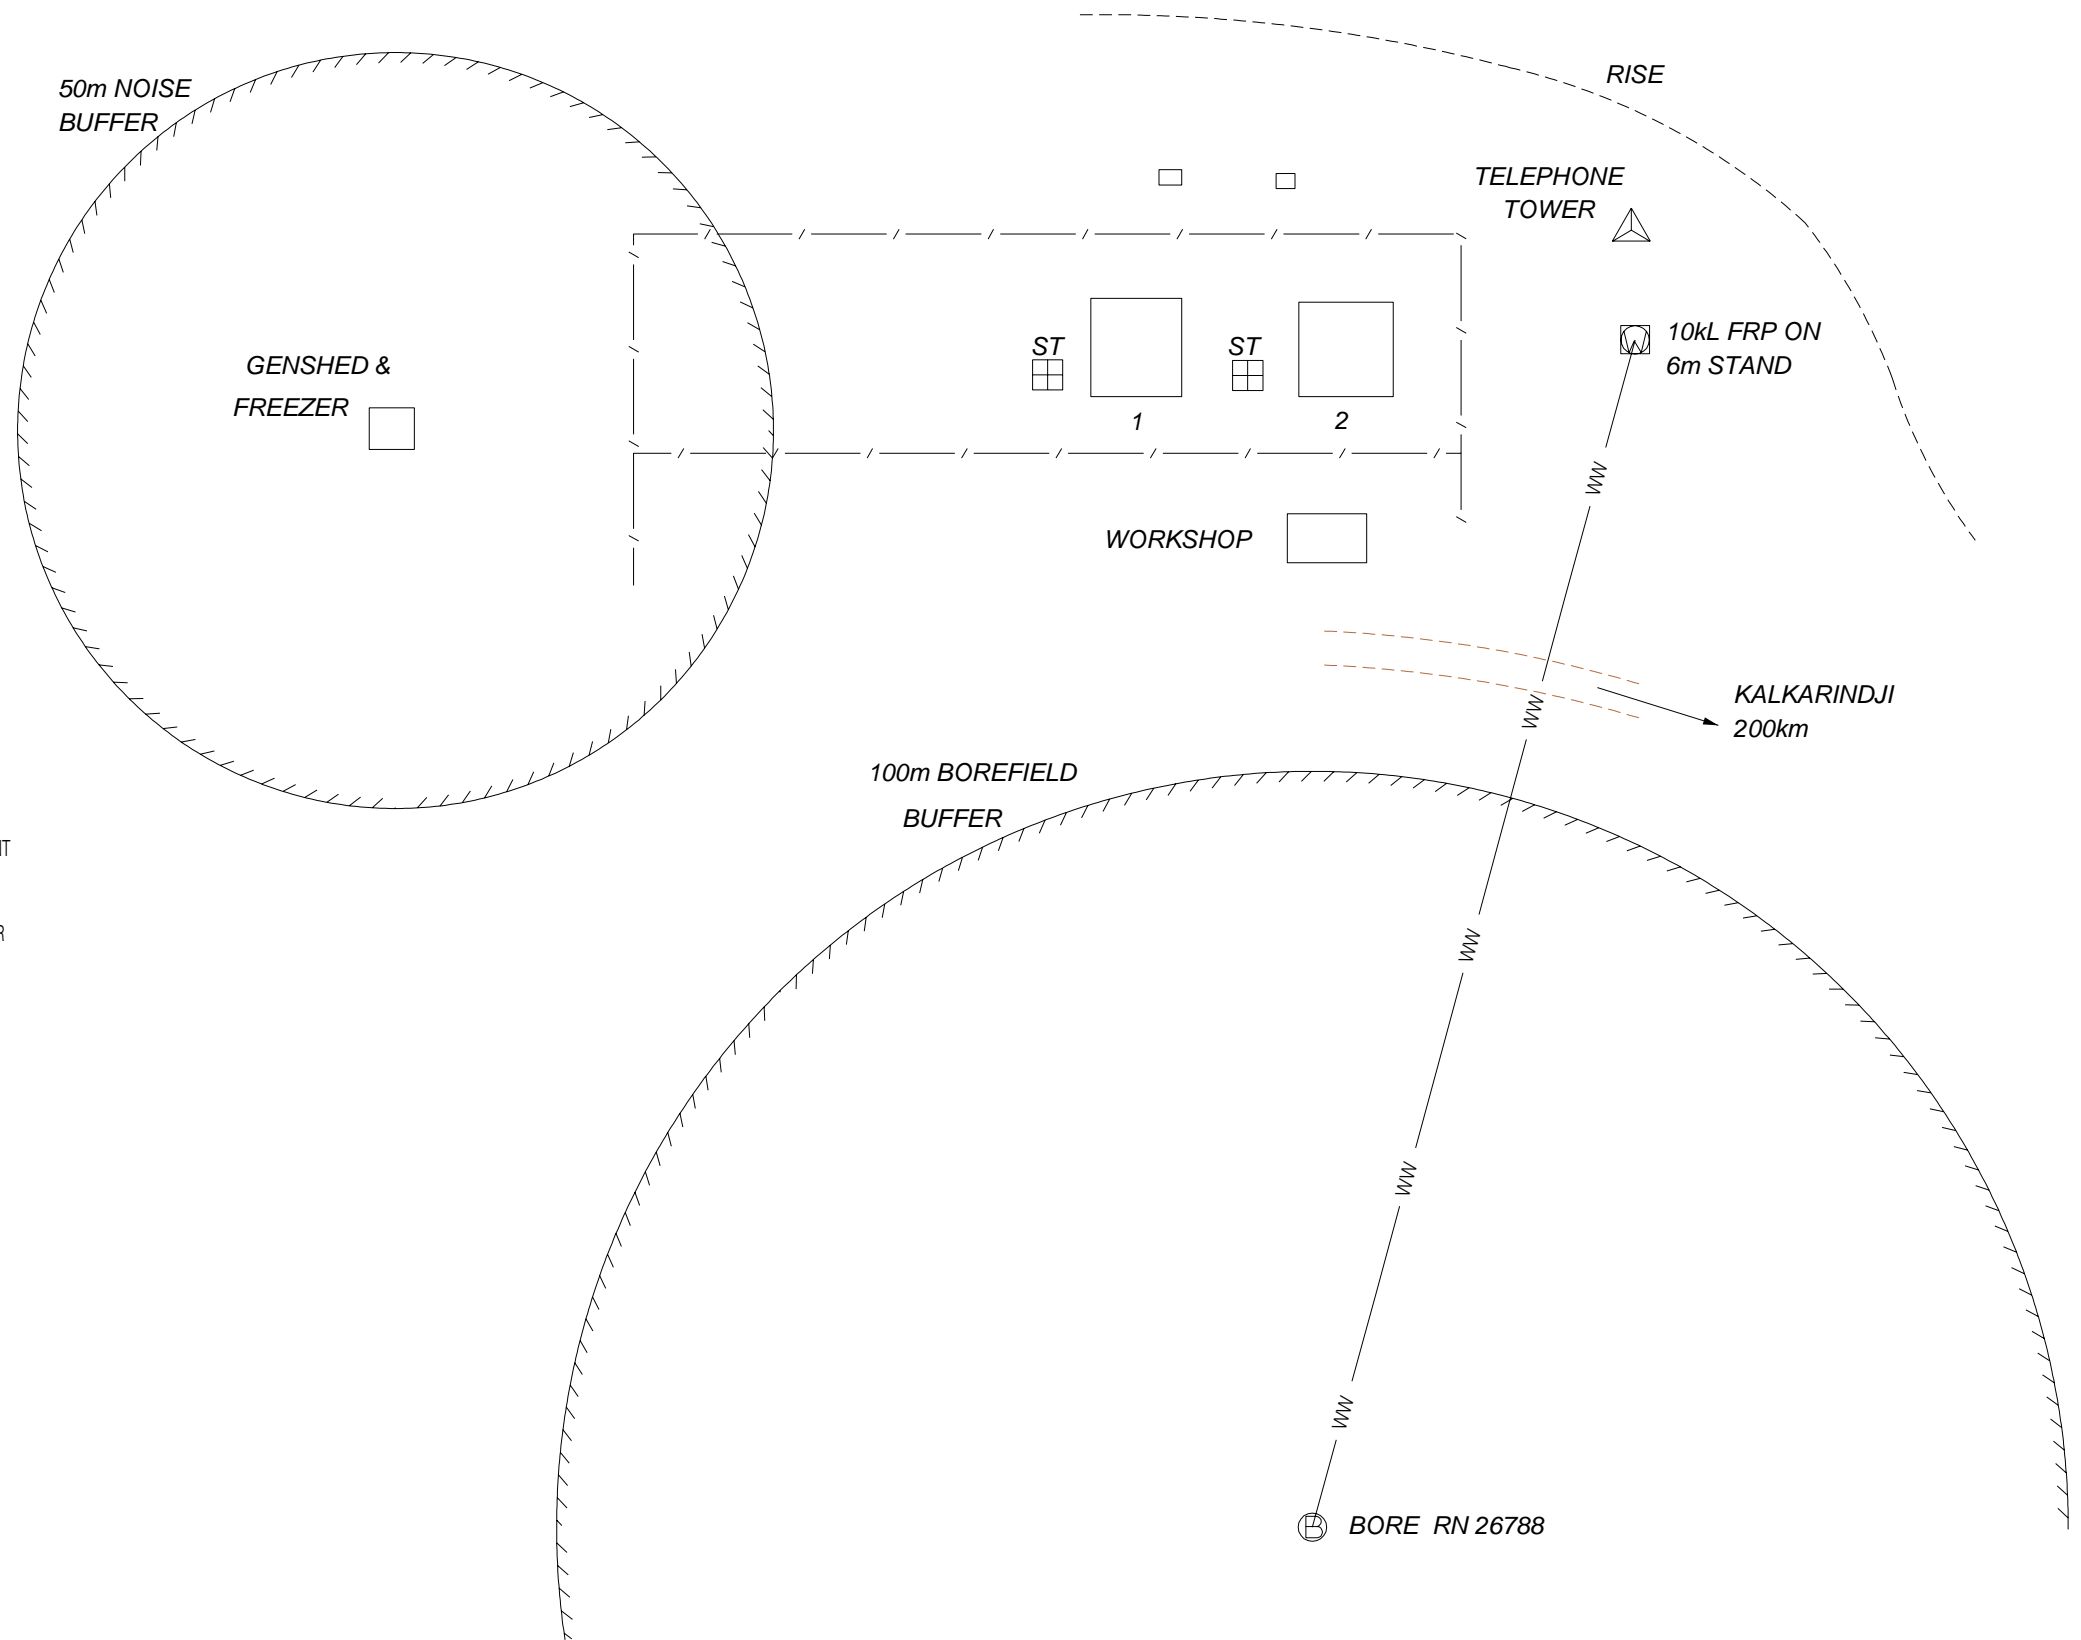 RISE
50m NOISE
BUFFER
TELEPHONE
TOWER
10kL FRP ON
6m STAND
W
ST
ST
GENSHED &
FREEZER
1
2
WW
WORKSHOP
KALKARINDJI
200km
WW
100m BOREFIELD
BUFFER
WW
WW
WW
B
BORE RN 26788